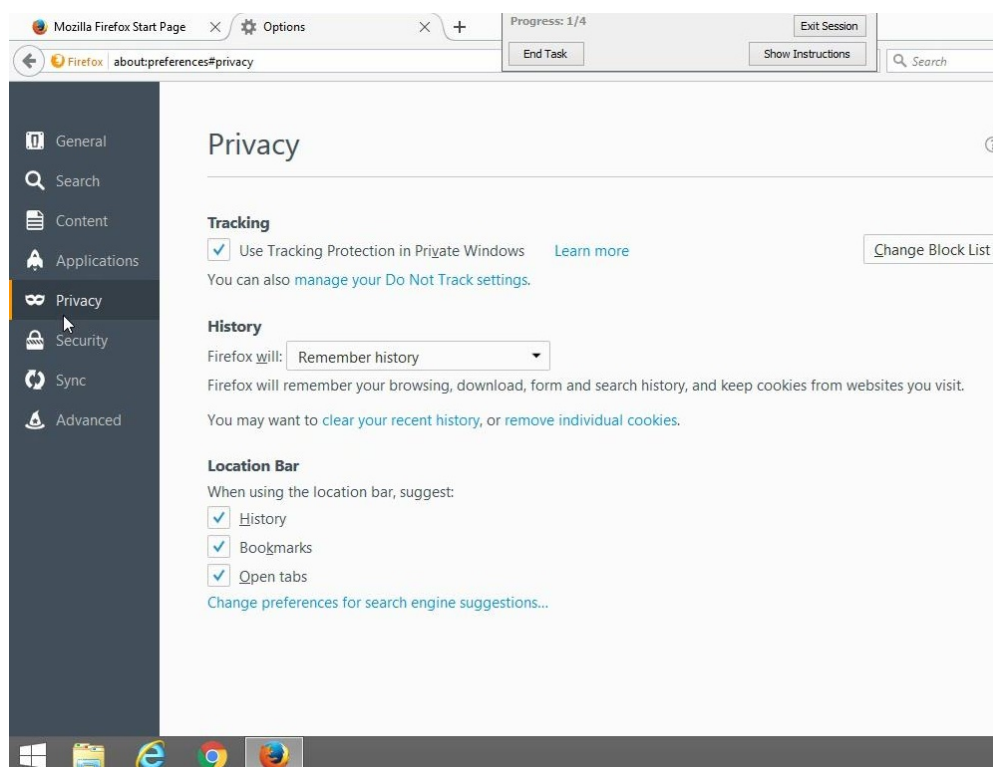 Mozilla Firefox Start Page
Options
Progress: 1/4
Exit Session
End Task
Show Instructions
Firefox about:preferences#privacy
Search
General
Search
Content
Applications
Privacy
Security
Sync
Advanced
Privacy
Tracking
Use Tracking Protection in Private Windows Learn more
Change Block List
You can also manage your Do Not Track settings.
History
Firefox will: Remember history
Firefox will remember your browsing, download, form and search history, and keep cookies from websites you visit.
You may want to clear your recent history, or remove individual cookies.
Location Bar
When using the location bar, suggest:
History
Bookmarks
Open tabs
Change preferences for search engine suggestions...